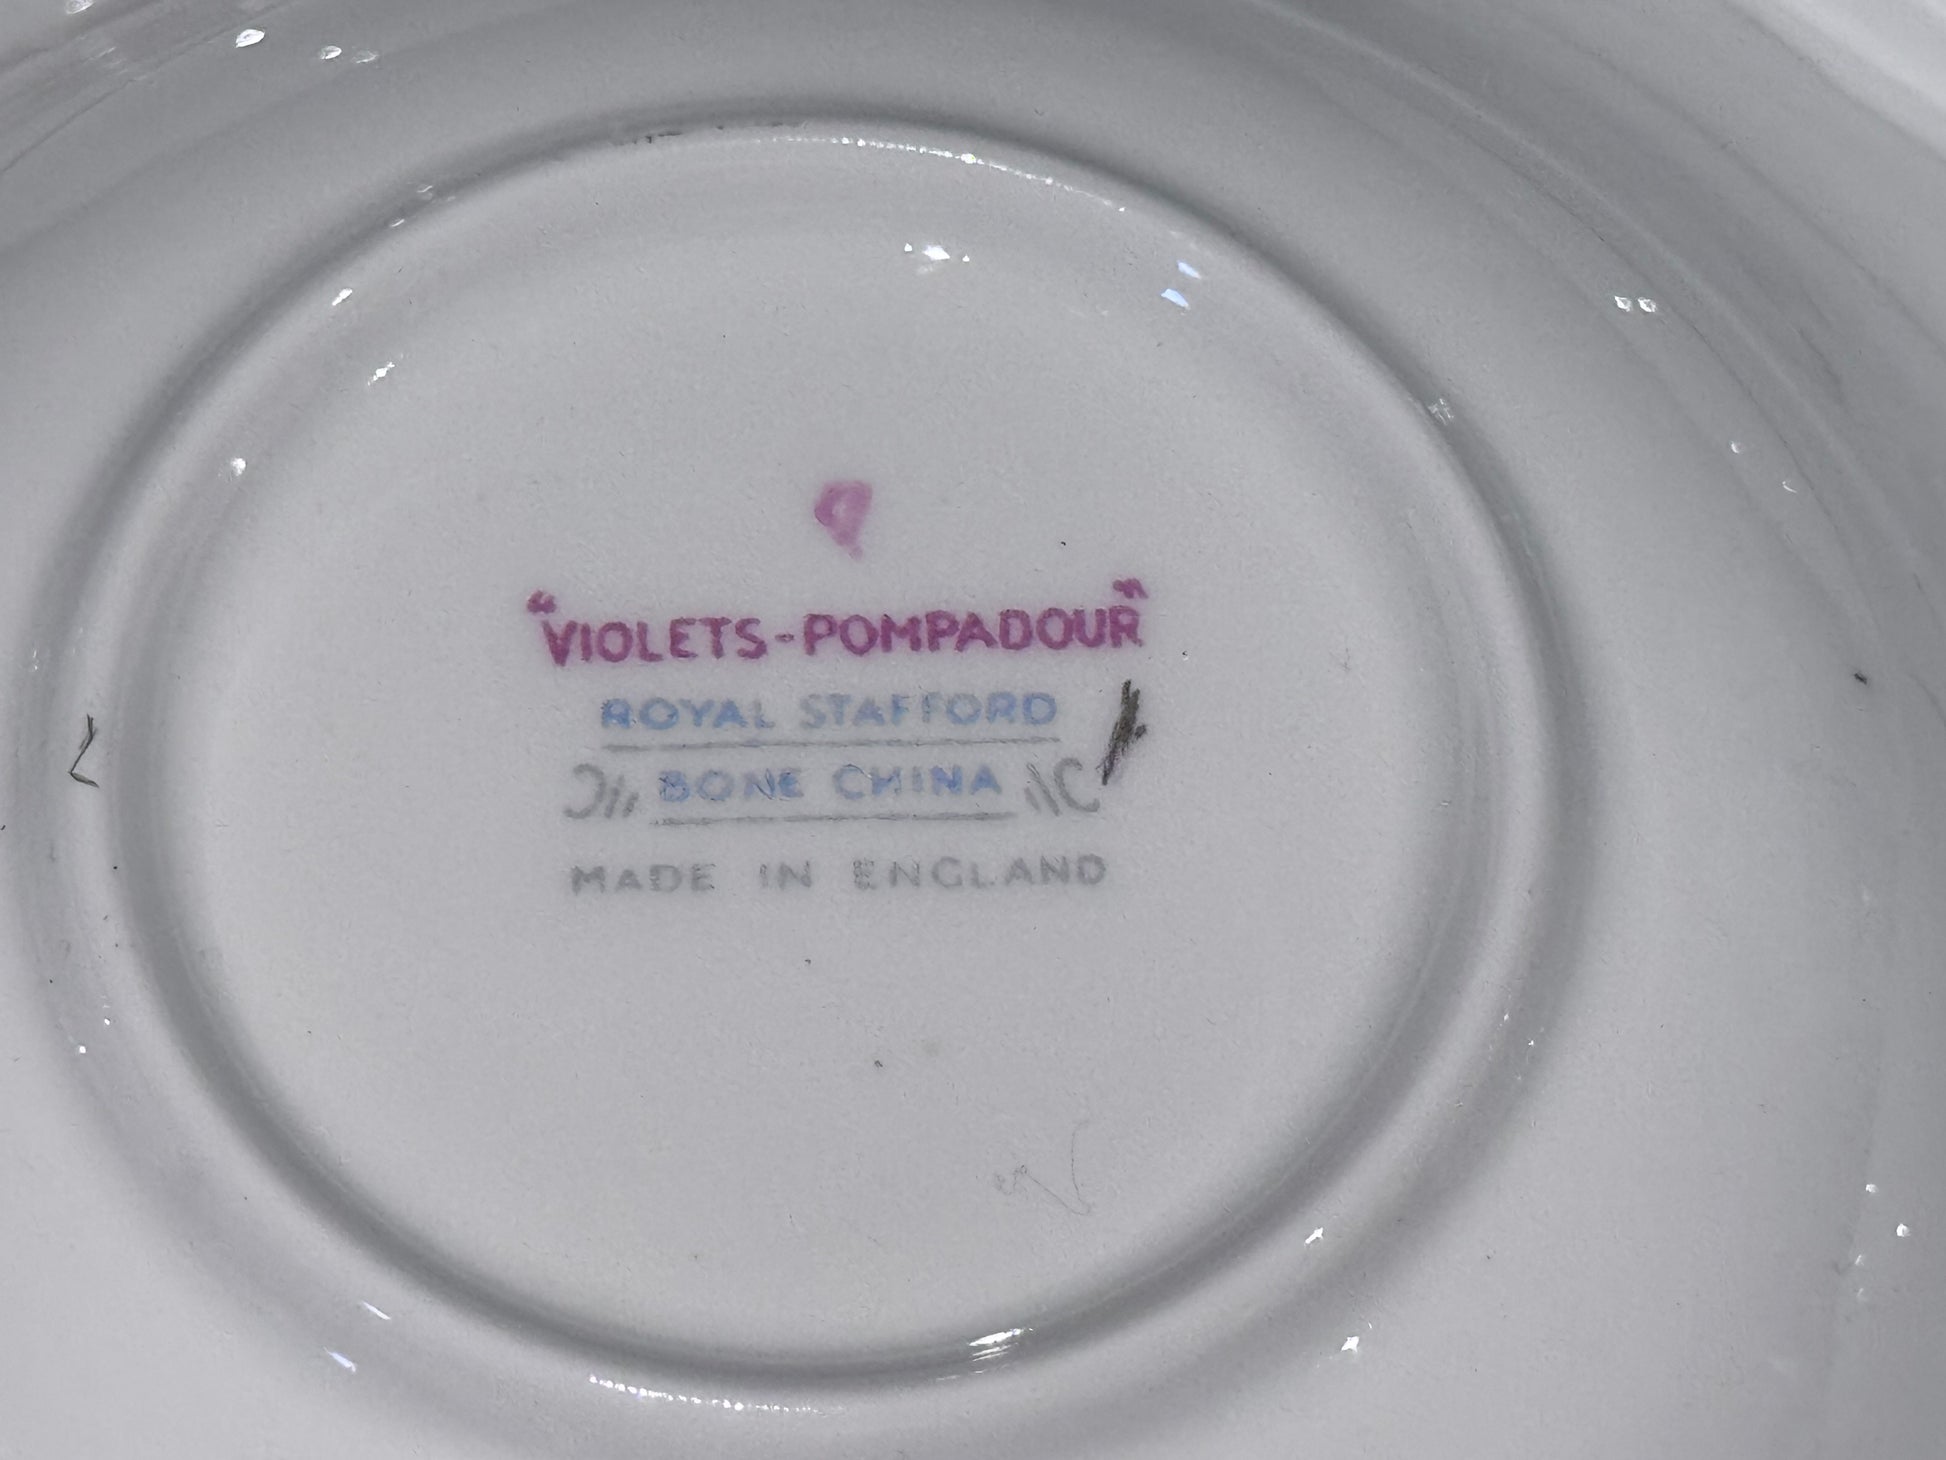 "VIOLETS-POMPADOUR"
ROYAL STAFFORD
BONE CHINA
MADE IN ENGLAND